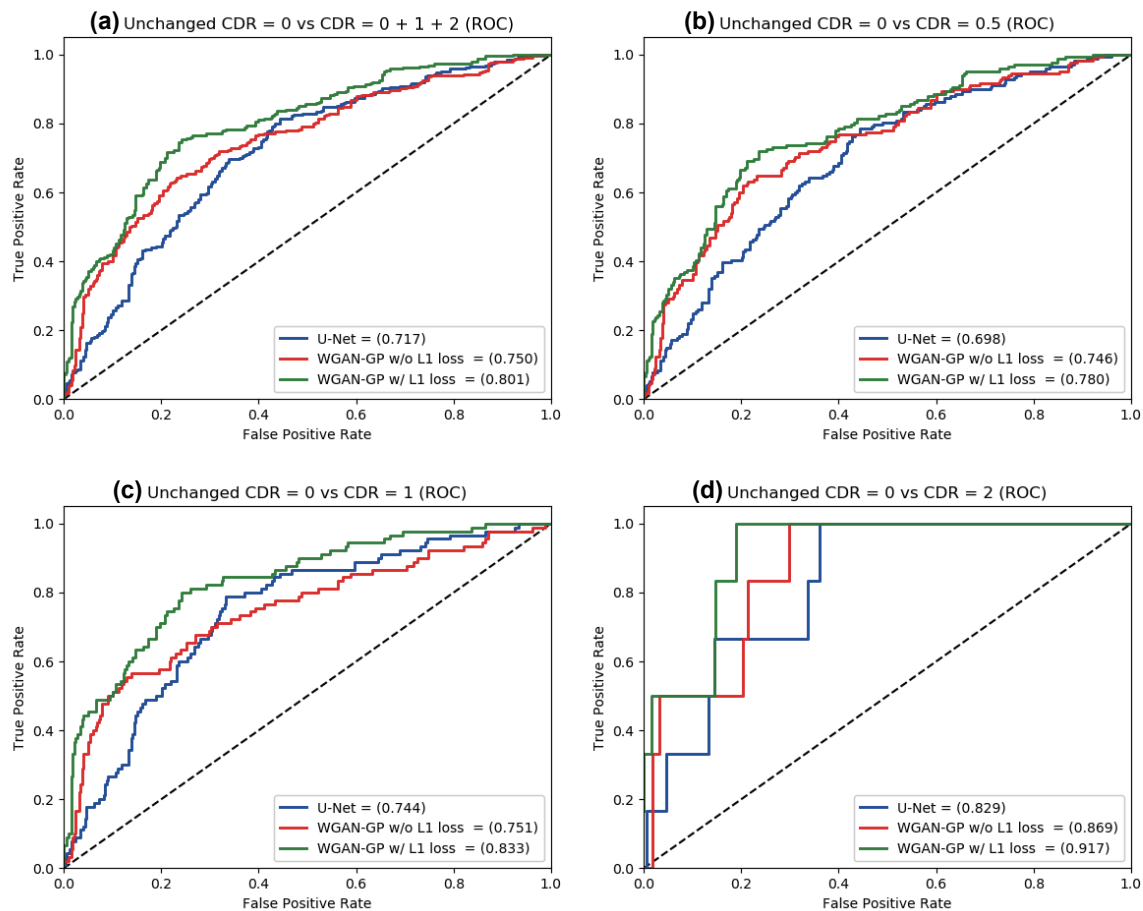 (a) Unchanged CDR = 0 vs CDR = 0 + 1 + 2 (ROC)
True Positive Rate
1.0
0.8
0.6
0.4
0.2
0.0
0.0 0.2 0.4 0.6 0.8 1.0
False Positive Rate
U-Net = (0.717)
WGAN-GP w/o L1 loss = (0.750)
WGAN-GP w/ L1 loss = (0.801)
(b) Unchanged CDR = 0 vs CDR = 0.5 (ROC)
True Positive Rate
1.0
0.8
0.6
0.4
0.2
0.0
0.0 0.2 0.4 0.6 0.8 1.0
False Positive Rate
U-Net = (0.698)
WGAN-GP w/o L1 loss = (0.746)
WGAN-GP w/ L1 loss = (0.780)
(c) Unchanged CDR = 0 vs CDR = 1 (ROC)
True Positive Rate
1.0
0.8
0.6
0.4
0.2
0.0
0.0 0.2 0.4 0.6 0.8 1.0
False Positive Rate
U-Net = (0.744)
WGAN-GP w/o L1 loss = (0.751)
WGAN-GP w/ L1 loss = (0.833)
(d) Unchanged CDR = 0 vs CDR = 2 (ROC)
True Positive Rate
1.0
0.8
0.6
0.4
0.2
0.0
0.0 0.2 0.4 0.6 0.8 1.0
False Positive Rate
U-Net = (0.829)
WGAN-GP w/o L1 loss = (0.869)
WGAN-GP w/ L1 loss = (0.917)